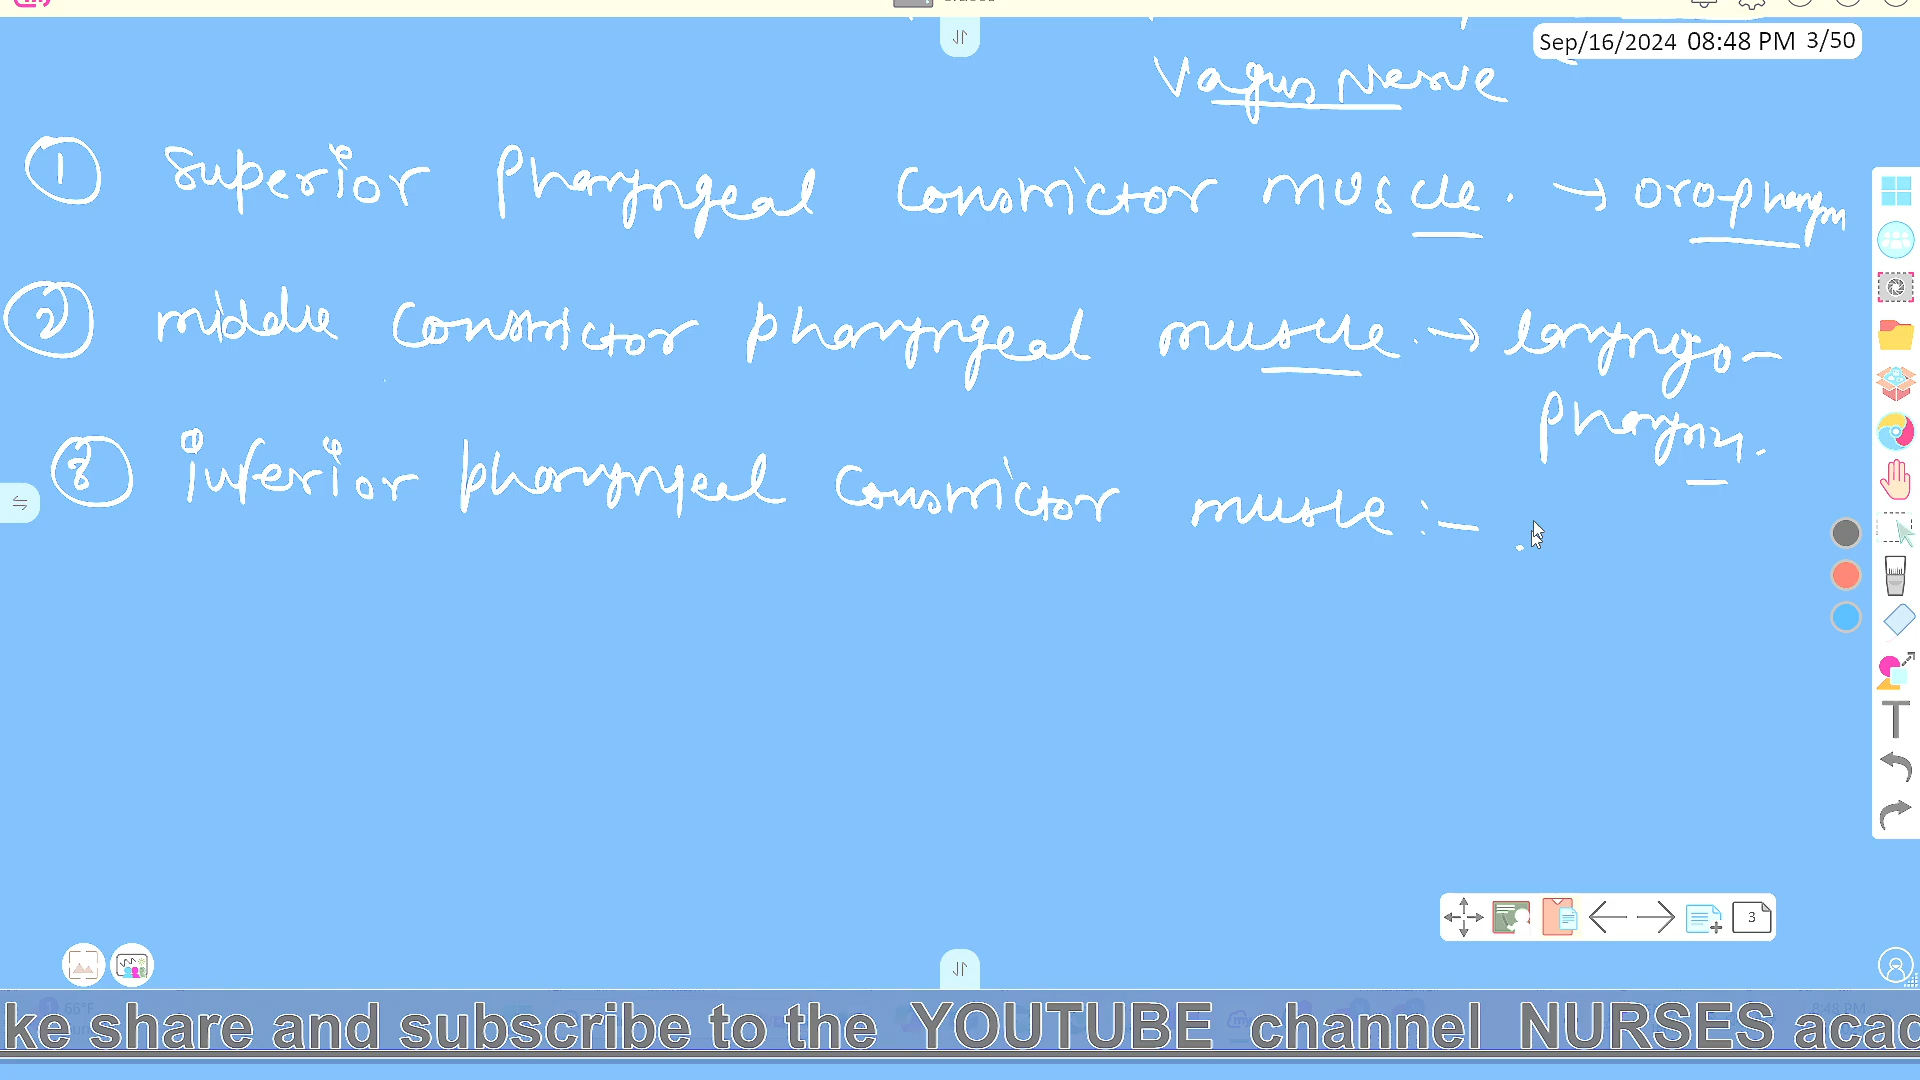 Sep/16/2024 08:48 PM 3/50
Vagus Nerve
① Superior Pharyngeal Constrictor muscle. → oropharynx
② middle Constrictor pharyngeal muscle. → laryngo-
pharynx.
③ inferior pharyngeal Constrictor muscle :-
3
ke share and subscribe to the YOUTUBE channel NURSES acad